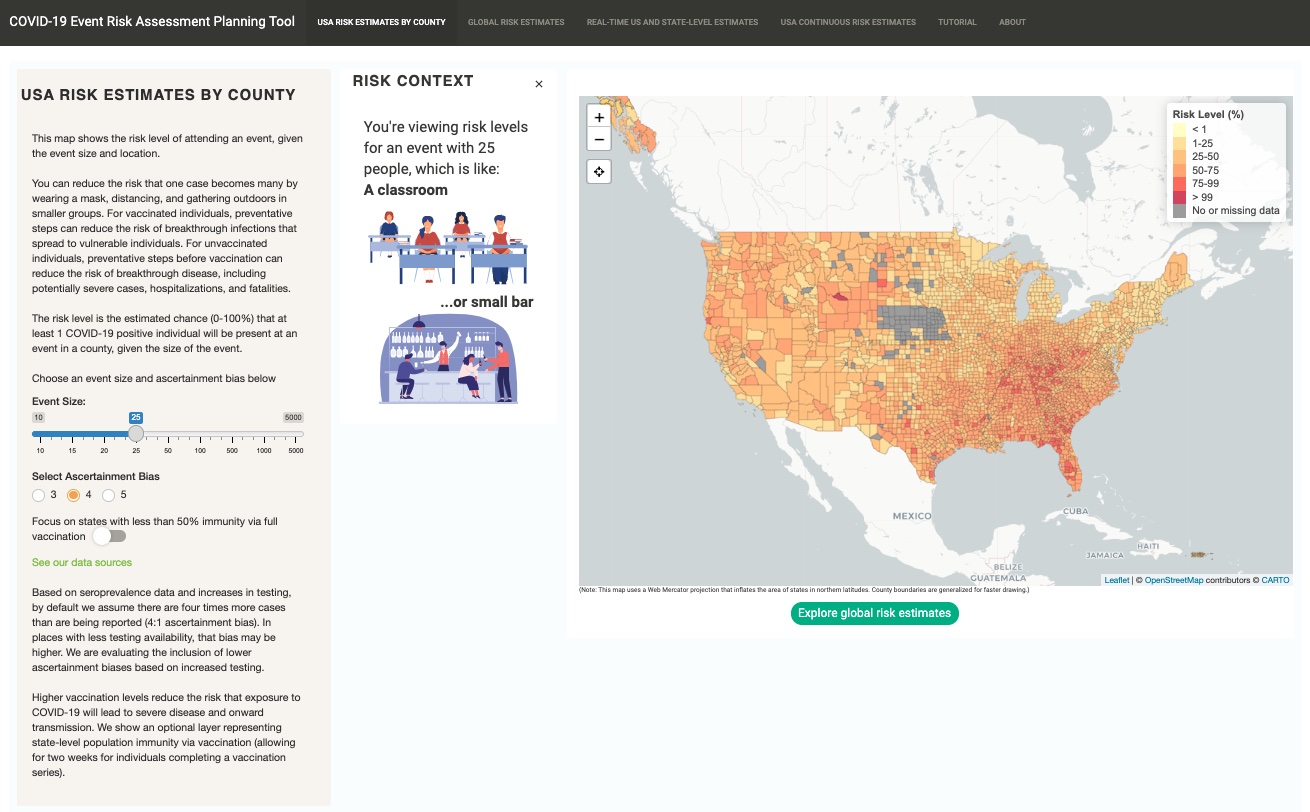 COVID-19 Event Risk Assessment Planning Tool
USA RISK ESTIMATES BY COUNTY
GLOBAL RISK ESTIMATES
REAL-TIME US AND STATE-LEVEL ESTIMATES
USA CONTINUOUS RISK ESTIMATES
TUTORIAL
ABOUT
USA RISK ESTIMATES BY COUNTY
This map shows the risk level of attending an event, given
the event size and location.
You can reduce the risk that one case becomes many by
wearing a mask, distancing, and gathering outdoors in
smaller groups. For vaccinated individuals, preventative
steps can reduce the risk of breakthrough infections that
spread to vulnerable individuals. For unvaccinated
individuals, preventive steps before vaccination can
reduce the risk of breakthrough disease, including
potentially severe cases, hospitalizations, and fatalities.
The risk level is the estimated chance (0-100%) that at
least 1 COVID-19 positive individual will be present at an
event in a county, given the size of the event.
Choose an event size and ascertainment bias below
Event Size:
10 25 5000
10 15 20 25 50 100 500 1000 5000
Select Ascertainment Bias
3 4 5
Focus on states with less than 50% immunity via full
vaccination
See our data sources
Based on seroprevalence data and increases in testing,
by default we assume there are four times more cases
than are being reported (4:1 ascertainment bias). In
places with less testing availability, that bias may be
higher. We are evaluating the inclusion of lower
ascertainment biases based on increased testing.
Higher vaccination levels reduce the risk that exposure to
COVID-19 will lead to severe disease and onward
transmission. We show an optional layer representing
state-level population immunity via vaccination (allowing
for two weeks for individuals completing a vaccination
series).
RISK CONTEXT
×
You're viewing risk levels
for an event with 25
people, which is like:
A classroom
...or small bar
+
−
Risk Level (%)
< 1
1-25
25-50
50-75
75-99
> 99
No or missing data
MEXICO
CUBA
HAITI
JAMAICA
BELIZE
GUATEMALA
Leaflet | © OpenStreetMap contributors © CARTO
(Note: This map uses a Web Mercator projection that inflates the area of states in northern latitudes. County boundaries are generalized for faster drawing.)
Explore global risk estimates